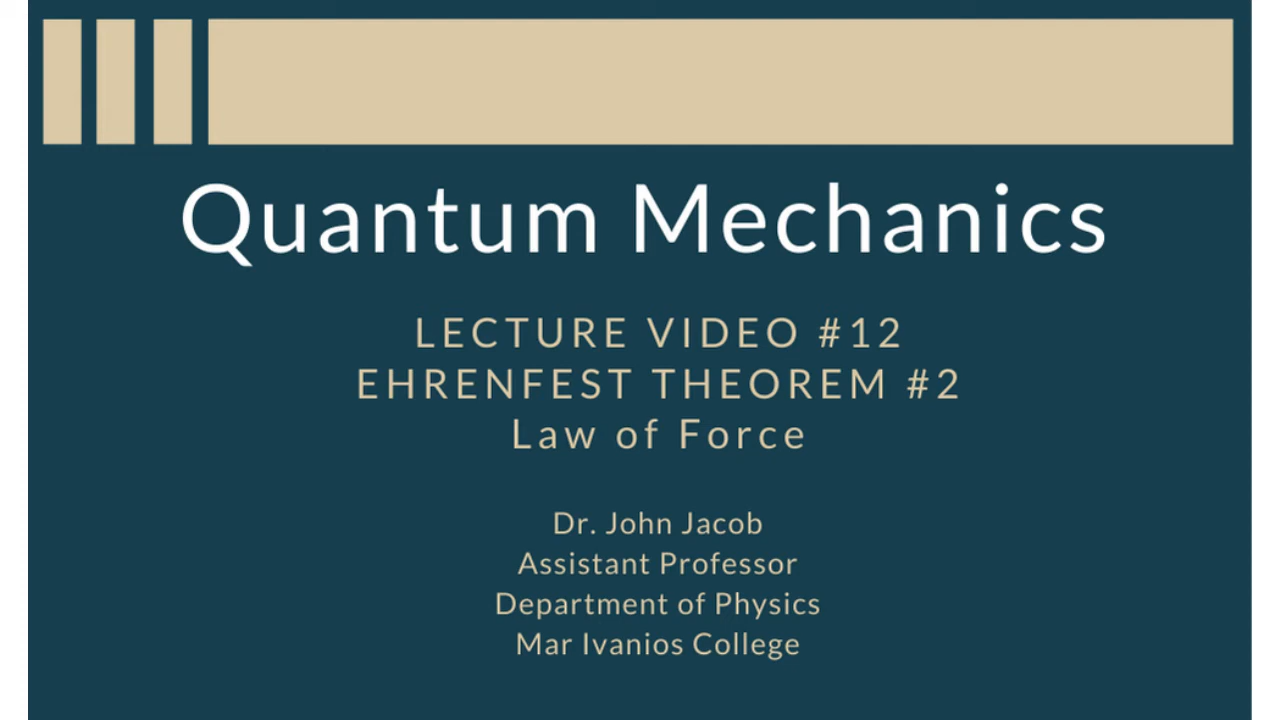 Quantum Mechanics
LECTURE VIDEO #12
EHRENFEST THEOREM #2
Law of Force
Dr. John Jacob
Assistant Professor
Department of Physics
Mar Ivanios College